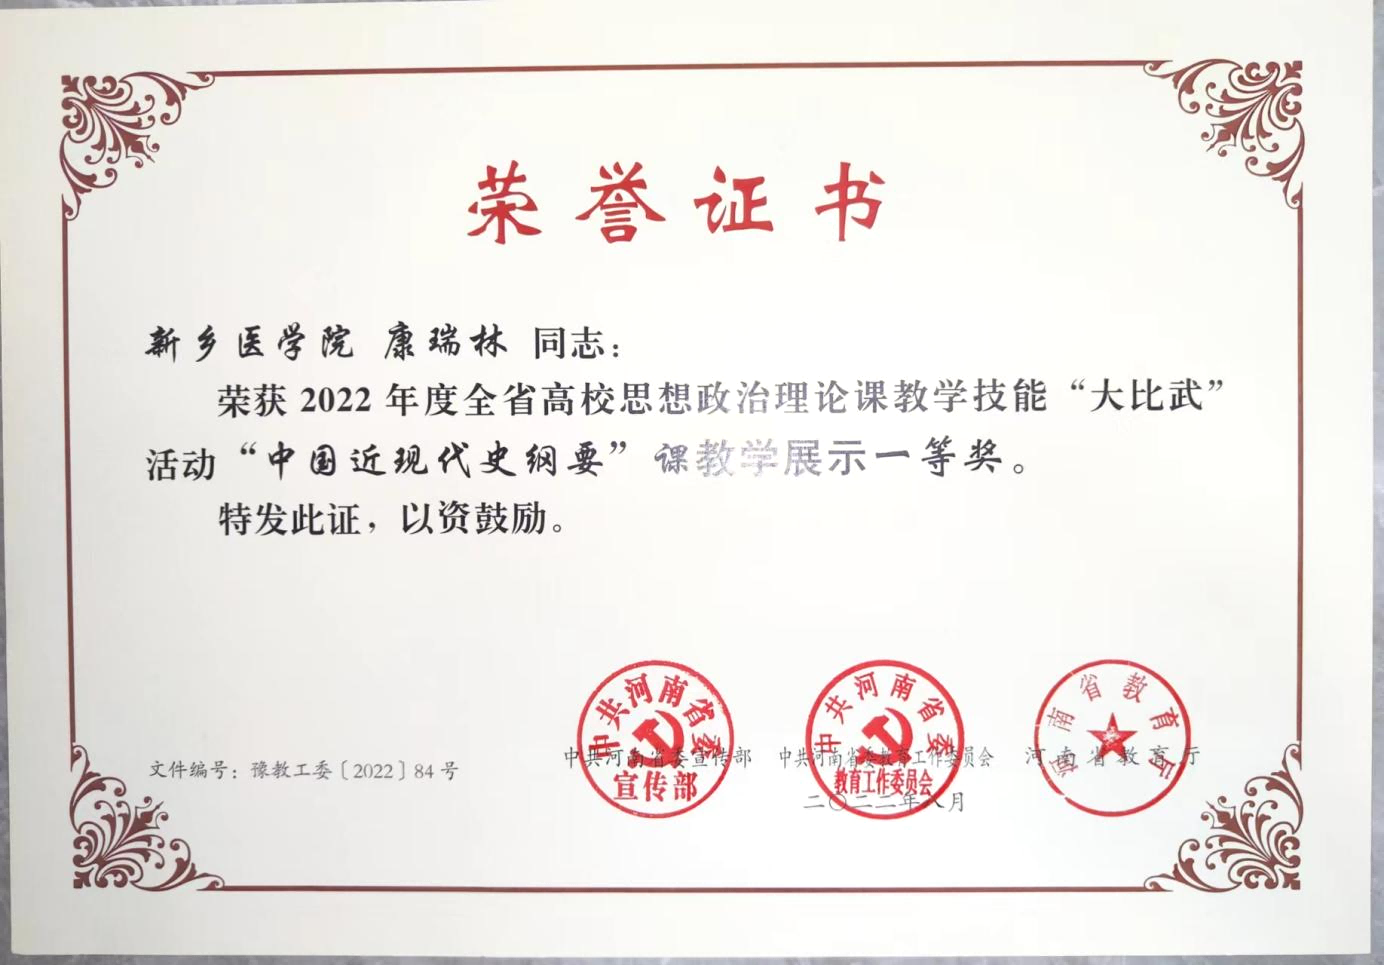 荣誉证书
新乡医学院 康瑞林 同志：
荣获 2022 年度全省高校思想政治理论课教学技能“大比武”
活动“中国近现代史纲要”课教学展示一等奖。
特发此证，以资鼓励。
中共河南省委
宣传部
中共河南省委
教育工作委员会
河南省教育厅
文件编号：豫教工委〔2022〕84 号
中共河南省委宣传部 中共河南省委教育工作委员会 河南省教育厅
二〇二二年八月